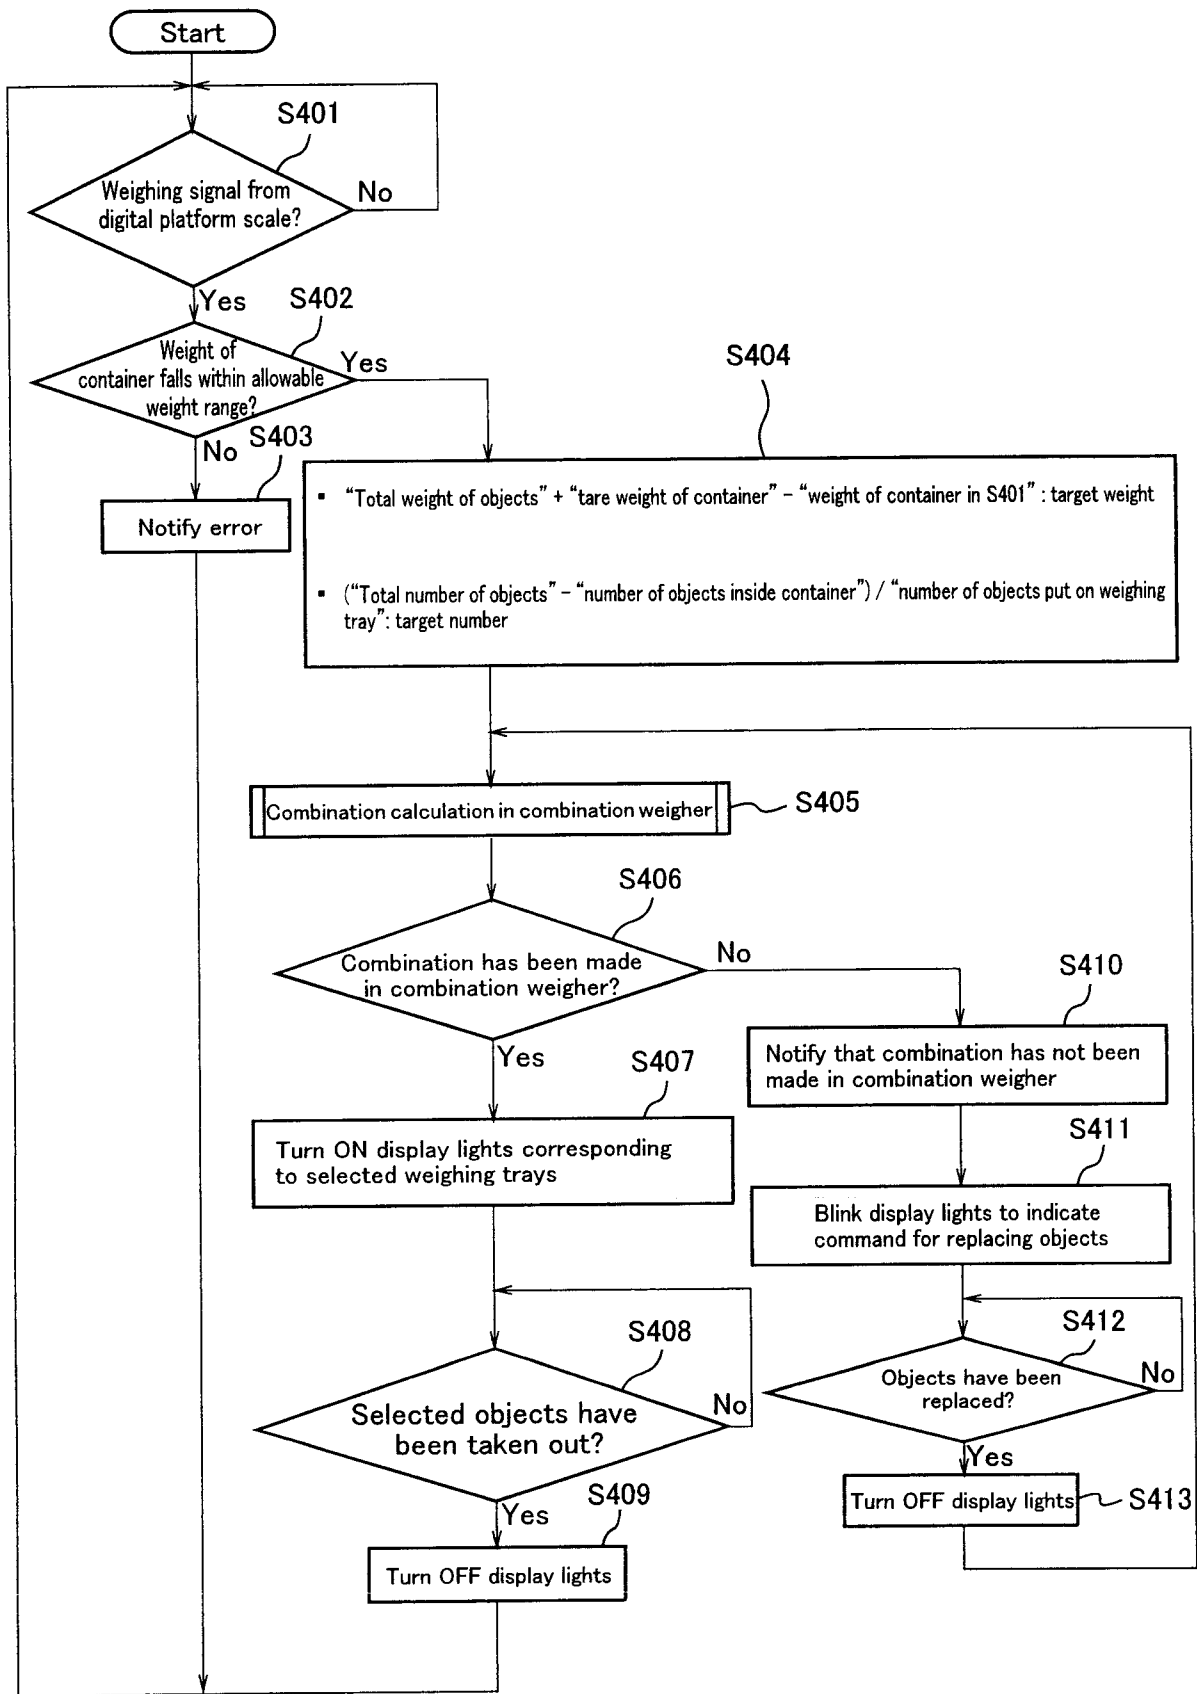 Start
S401
Weighing signal from
digital platform scale?
No
Yes
S402
Weight of
container falls within allowable
weight range?
Yes
No
S403
Notify error
S404
▪ “Total weight of objects” + “tare weight of container” − “weight of container in S401” : target weight
▪ (“Total number of objects” − “number of objects inside container”) / “number of objects put on weighing
tray”: target number
Combination calculation in combination weigher
S405
S406
Combination has been made
in combination weigher?
No
Yes
S407
Turn ON display lights corresponding
to selected weighing trays
S408
Selected objects have
been taken out?
No
Yes
S409
Turn OFF display lights
S410
Notify that combination has not been
made in combination weigher
S411
Blink display lights to indicate
command for replacing objects
S412
Objects have been
replaced?
No
Yes
Turn OFF display lights
S413